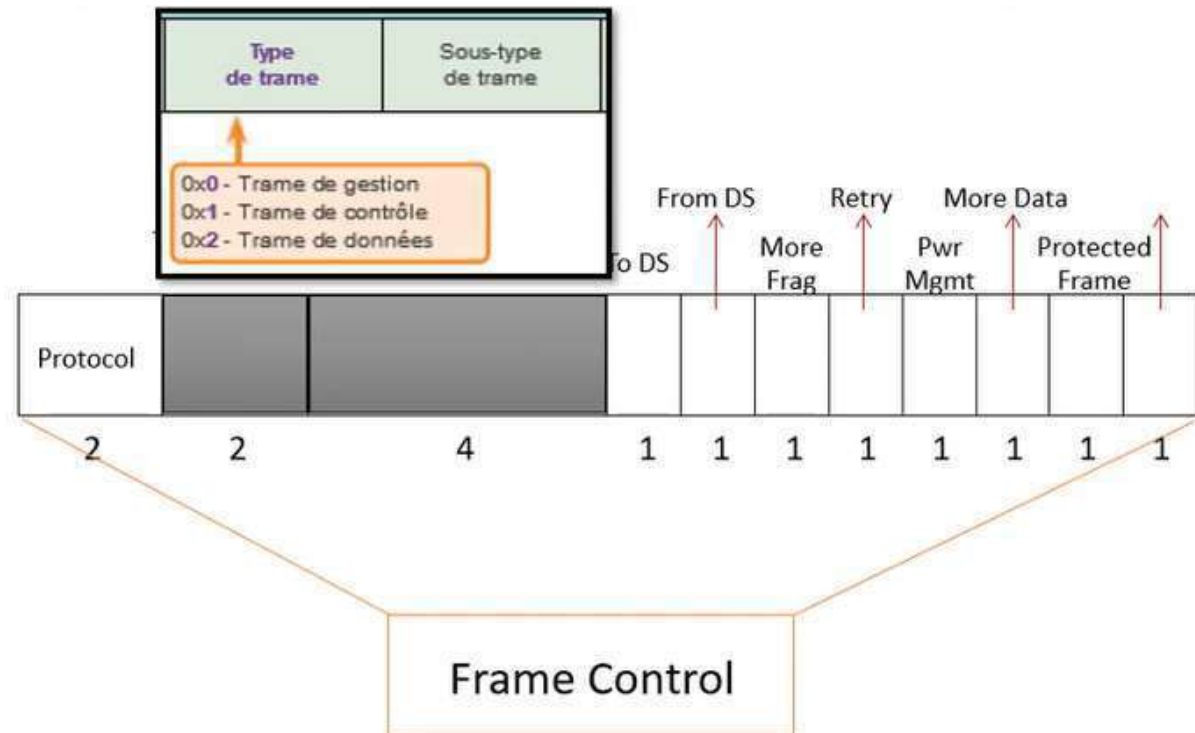 Type
de trame
Sous-type
de trame
0x0 - Trame de gestion
0x1 - Trame de contrôle
0x2 - Trame de données
From DS
Retry
More Data
To DS
More
Frag
Pwr
Mgmt
Protected
Frame
Protocol
2 2 4 1 1 1 1 1 1 1 1
Frame Control